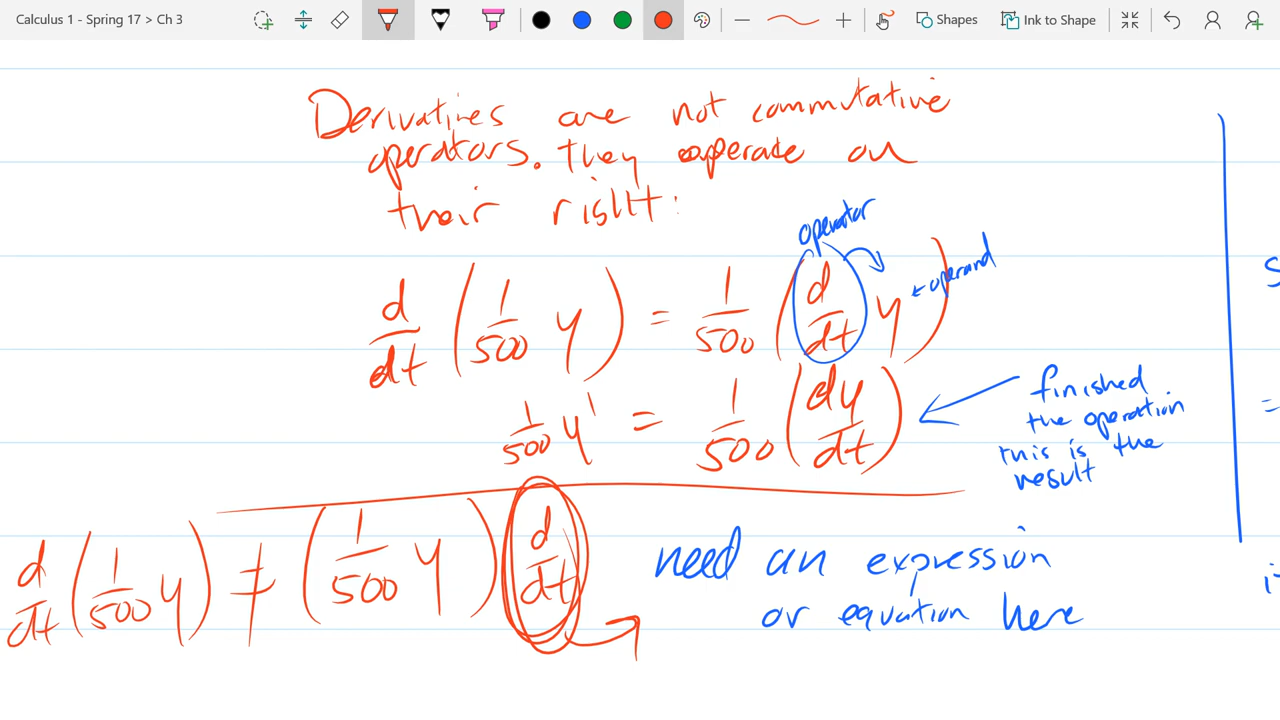 Calculus 1 - Spring 17 > Ch 3
Shapes
Ink to Shape
Derivatives are not commutative
operators. They operate on
their right:
operator
d/dt (1/500 y) = 1/500 (d/dt y)
← operand
1/500 y' = 1/500 (dy/dt)
finished
the operation
this is the
result
d/dt (1/500 y) ≠ (1/500 y) d/dt
need an expression
or equation here